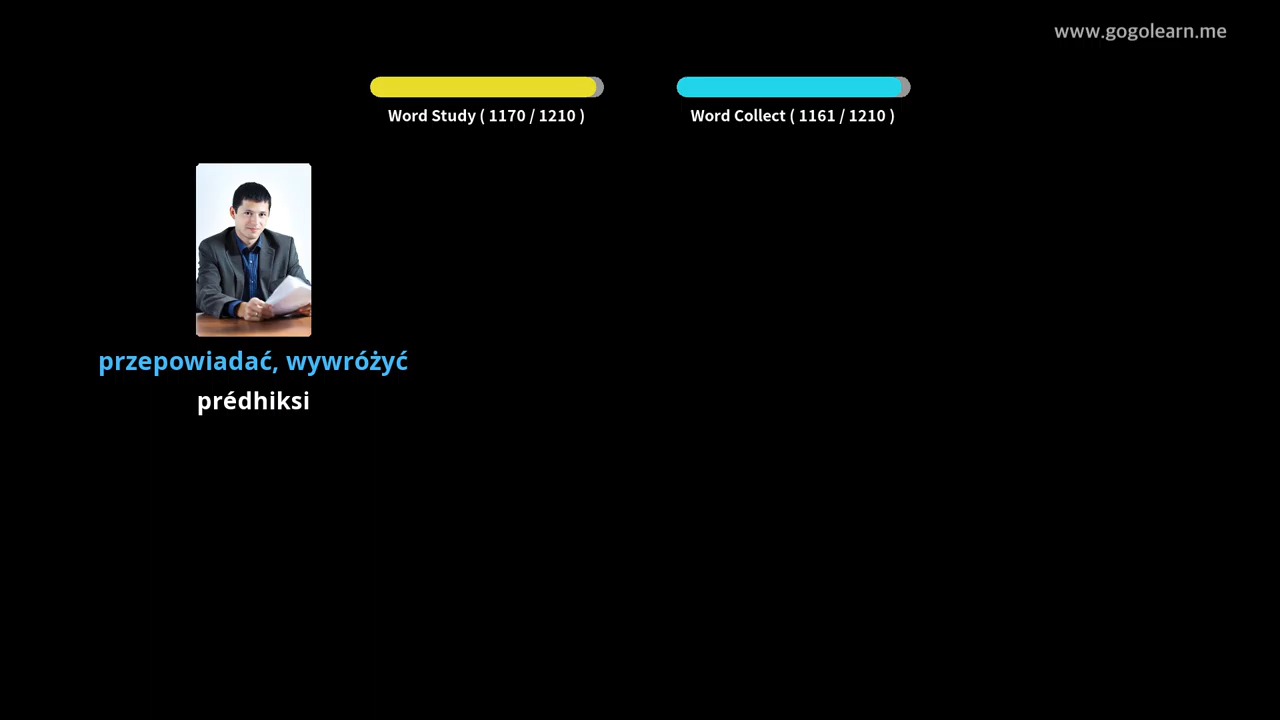 www.gogolearn.me
Word Study ( 1170 / 1210 )
Word Collect ( 1161 / 1210 )
przepowiadać, wywróżyć
prédhiksi